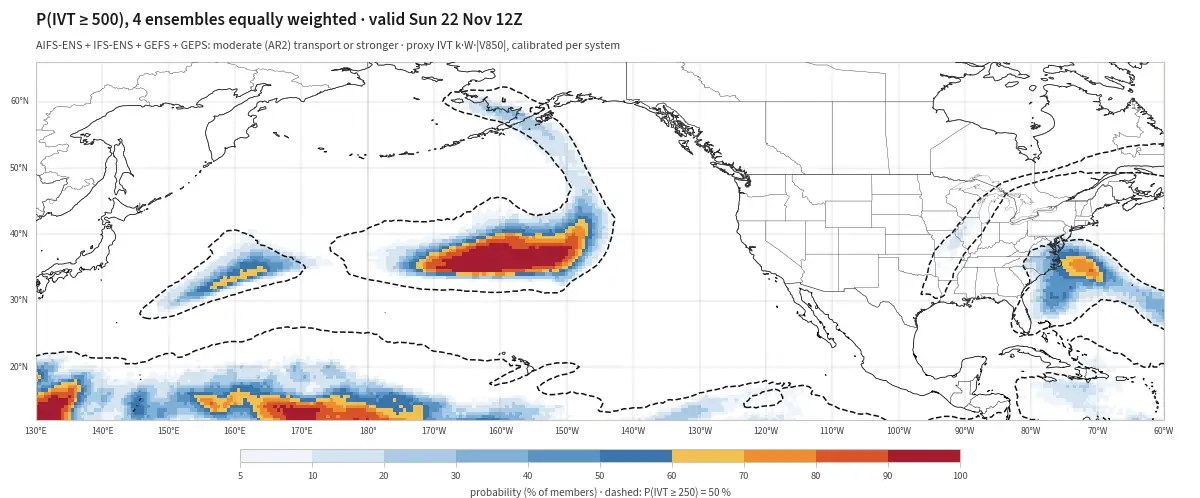 P(IVT ≥ 500), 4 ensembles equally weighted · valid Sun 22 Nov 12Z
AIFS-ENS + IFS-ENS + GEFS + GEPS: moderate (AR2) transport or stronger · proxy IVT k·W·|V850|, calibrated per system
60°N
50°N
40°N
30°N
20°N
130°E 140°E 150°E 160°E 170°E 180° 170°W 160°W 150°W 140°W 130°W 120°W 110°W 100°W 90°W 80°W 70°W 60°W
5 10 20 30 40 50 60 70 80 90 100
probability (% of members) · dashed: P(IVT ≥ 250) = 50 %